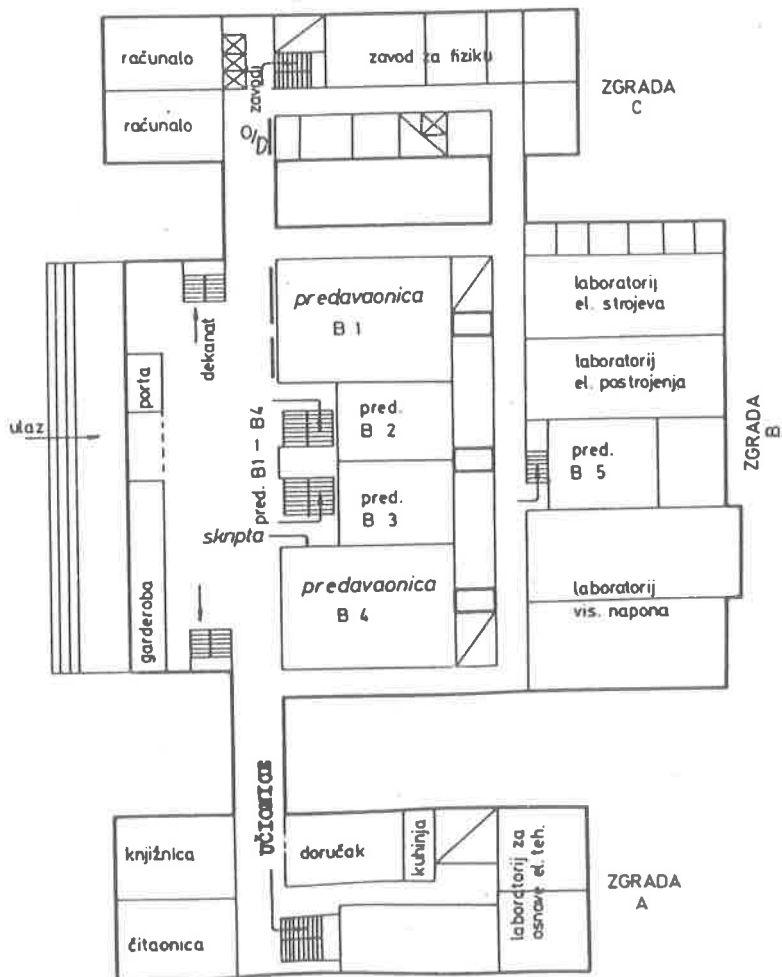 računalo
zavod za fiziku
ZGRADA
C
zavodi
računalo
O/D
predavaonica
B 1
laboratorij
el. strojeva
dekanat
porta
laboratorij
el. postrojenja
ulaz
pred.
B 2
pred. B1 – B4
ZGRADA
B
pred.
B 5
pred.
B 3
skripta
predavaonica
B 4
laboratorij
vis. napona
garderoba
UČIONICE
knjižnica
doručak
kuhinja
laboratorij za
osnove el. teh.
ZGRADA
A
čitaonica